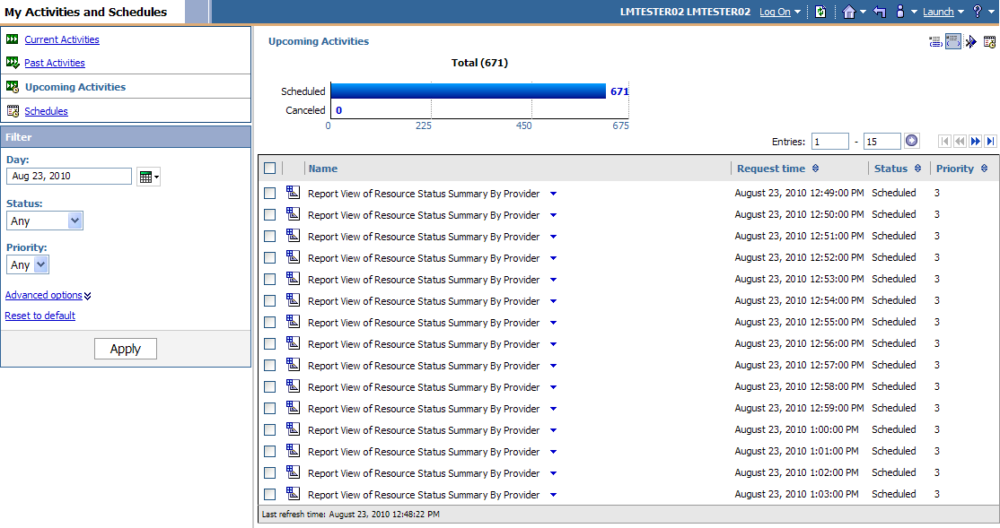 My Activities and Schedules LMTESTER02 LMTESTER02 Log On Launch ?
Current Activities
Past Activities
Upcoming Activities
Schedules
Filter
Day:
Aug 23, 2010
Status:
Any
Priority:
Any
Advanced options
Reset to default
Apply
Upcoming Activities
Total (671)
Scheduled 671
Canceled 0
0 225 450 675
Entries: 1 - 15
Name Request time Status Priority
Report View of Resource Status Summary By Provider August 23, 2010 12:49:00 PM Scheduled 3
Report View of Resource Status Summary By Provider August 23, 2010 12:50:00 PM Scheduled 3
Report View of Resource Status Summary By Provider August 23, 2010 12:51:00 PM Scheduled 3
Report View of Resource Status Summary By Provider August 23, 2010 12:52:00 PM Scheduled 3
Report View of Resource Status Summary By Provider August 23, 2010 12:53:00 PM Scheduled 3
Report View of Resource Status Summary By Provider August 23, 2010 12:54:00 PM Scheduled 3
Report View of Resource Status Summary By Provider August 23, 2010 12:55:00 PM Scheduled 3
Report View of Resource Status Summary By Provider August 23, 2010 12:56:00 PM Scheduled 3
Report View of Resource Status Summary By Provider August 23, 2010 12:57:00 PM Scheduled 3
Report View of Resource Status Summary By Provider August 23, 2010 12:58:00 PM Scheduled 3
Report View of Resource Status Summary By Provider August 23, 2010 12:59:00 PM Scheduled 3
Report View of Resource Status Summary By Provider August 23, 2010 1:00:00 PM Scheduled 3
Report View of Resource Status Summary By Provider August 23, 2010 1:01:00 PM Scheduled 3
Report View of Resource Status Summary By Provider August 23, 2010 1:02:00 PM Scheduled 3
Report View of Resource Status Summary By Provider August 23, 2010 1:03:00 PM Scheduled 3
Last refresh time: August 23, 2010 12:48:22 PM